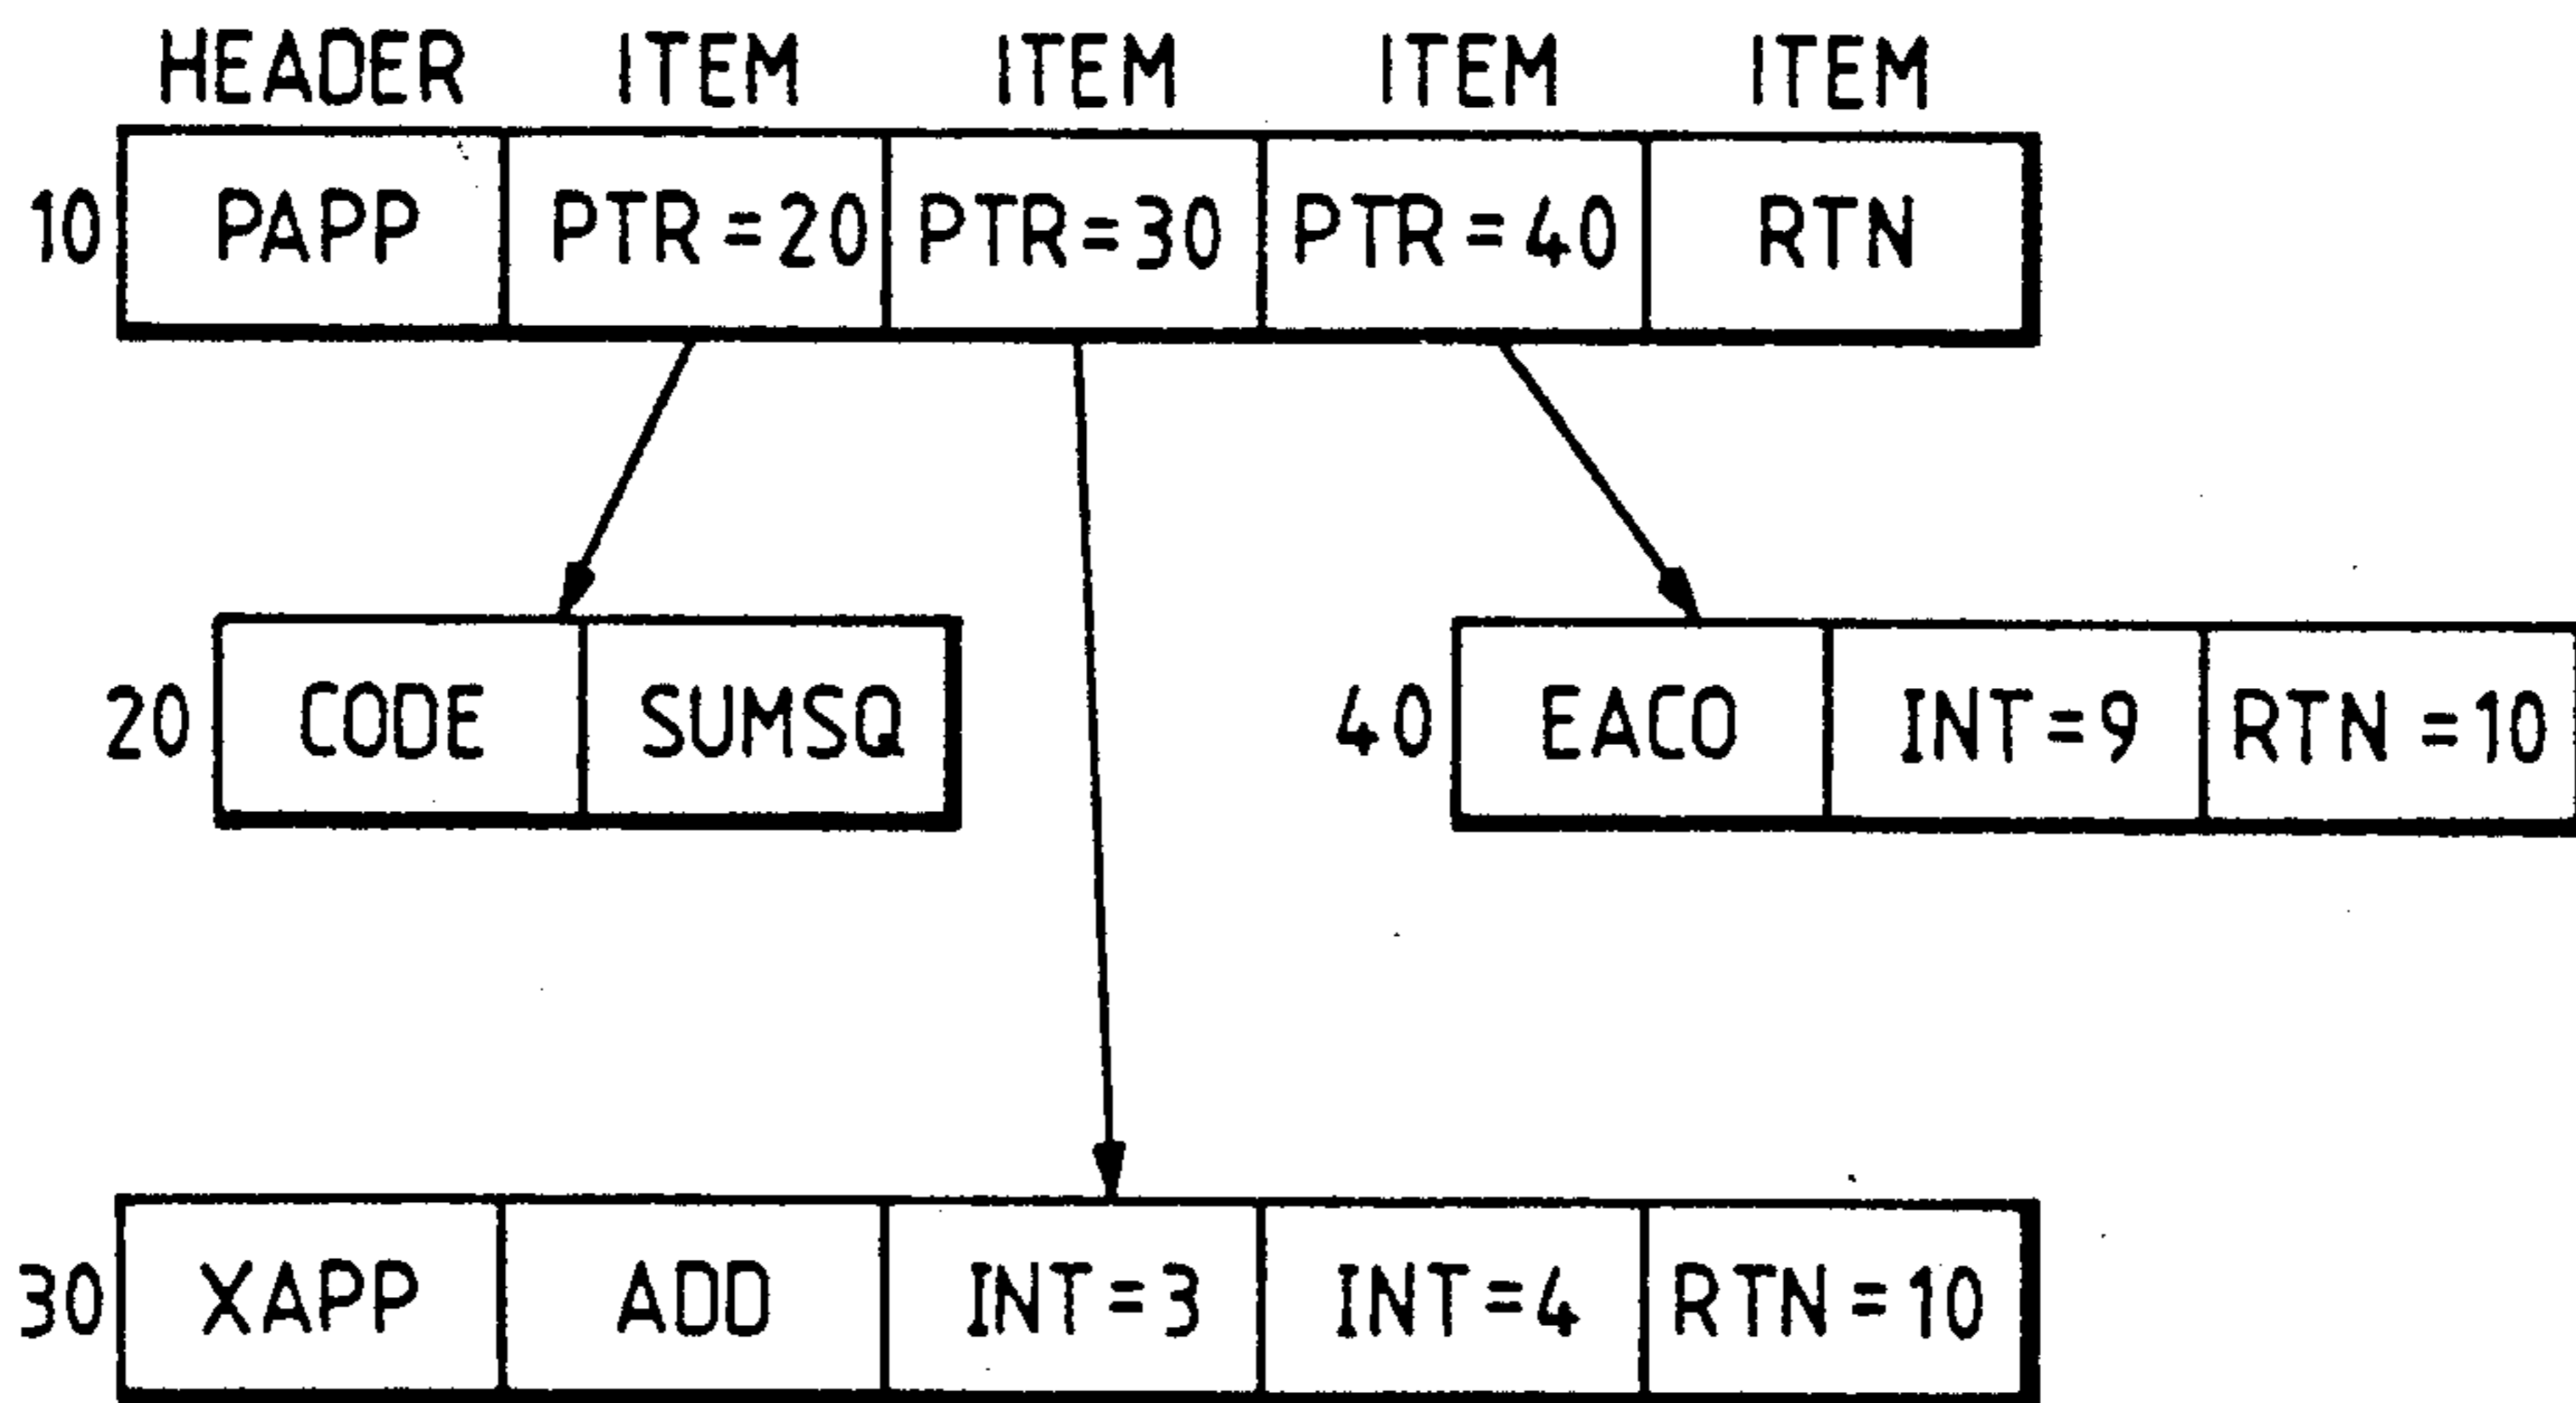 HEADER ITEM ITEM ITEM ITEM
10 PAPP PTR=20 PTR=30 PTR=40 RTN
20 CODE SUMSQ
40 EACO INT=9 RTN=10
30 XAPP ADD INT=3 INT=4 RTN=10